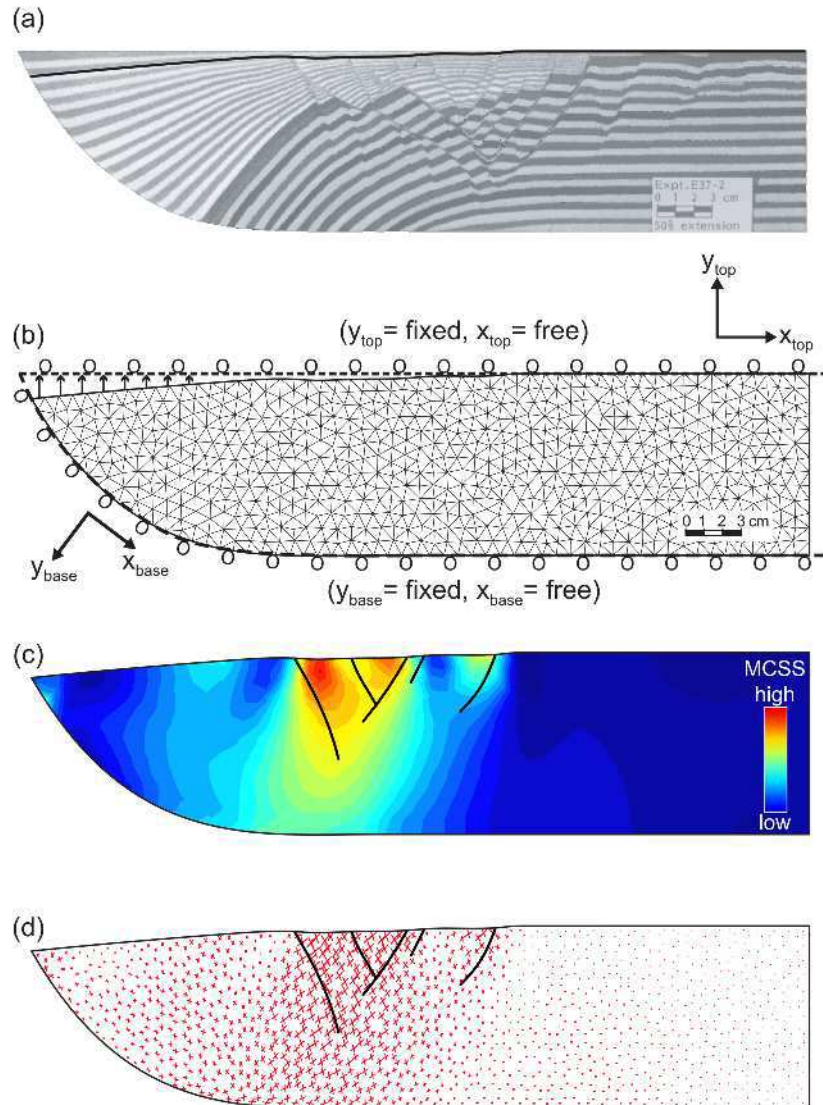 (a)
Expt.E37-2
0 1 2 3 cm
50% extension
y_top
x_top
(b)
(y_top = fixed, x_top = free)
0 1 2 3 cm
y_base
x_base
(y_base = fixed, x_base = free)
(c)
MCSS
high
low
(d)